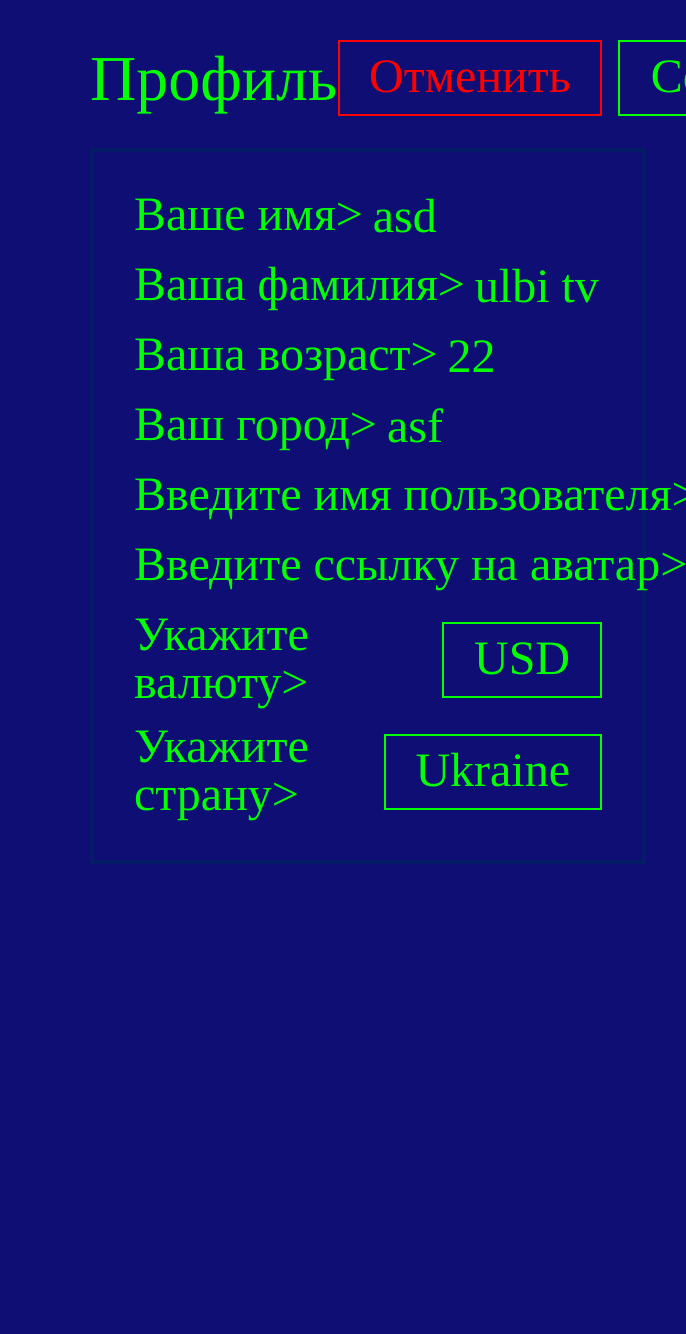 Профиль Отменить
Ваше имя> asd
Ваша фамилия> ulbi tv
Ваша возраст> 22
Ваш город> asf
Введите имя пользователя>
Введите ссылку на аватар>
Укажите
валюту>
USD
Укажите
страну>
Ukraine